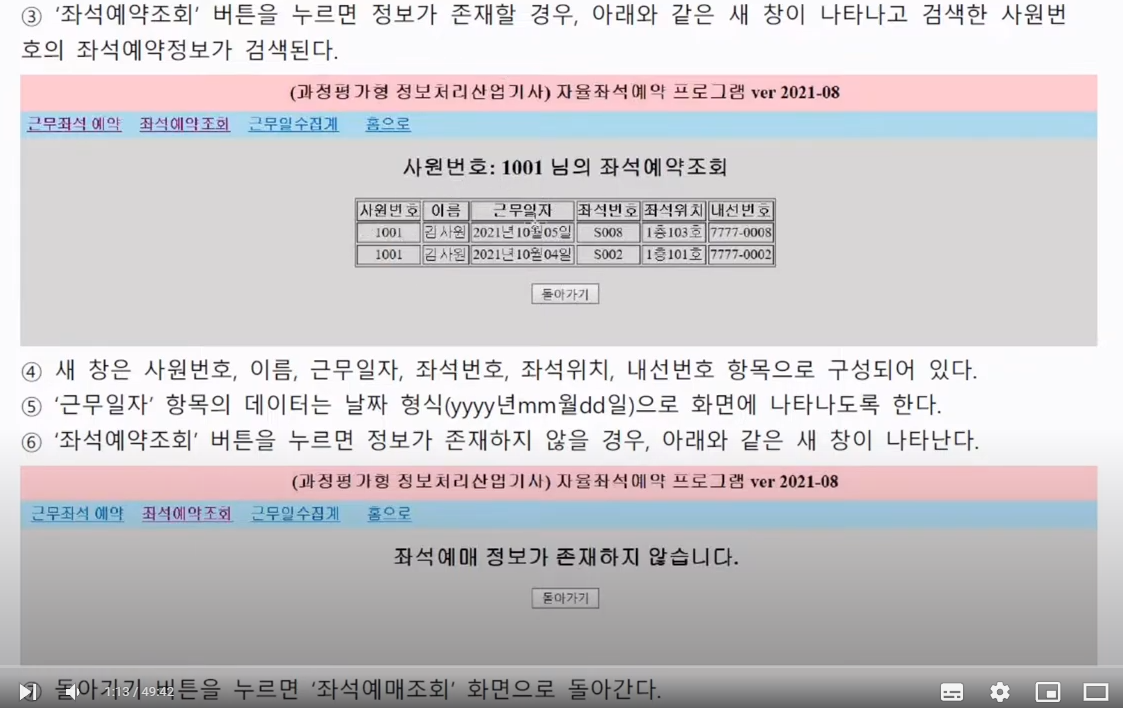 ③ ‘좌석예약조회’ 버튼을 누르면 정보가 존재할 경우, 아래와 같은 새 창이 나타나고 검색한 사원번
호의 좌석예약정보가 검색된다.
(과정평가형 정보처리산업기사) 자율좌석예약 프로그램 ver 2021-08
근무좌석 예약 좌석예약조회 근무일수집계 홈으로
사원번호: 1001 님의 좌석예약조회
사원번호 이름 근무일자 좌석번호 좌석위치 내선번호
1001 김사원 2021년10월05일 S008 1층103호 7777-0008
1001 김사원 2021년10월04일 S002 1층101호 7777-0002
돌아가기
④ 새 창은 사원번호, 이름, 근무일자, 좌석번호, 좌석위치, 내선번호 항목으로 구성되어 있다.
⑤ ‘근무일자’ 항목의 데이터는 날짜 형식(yyyy년mm월dd일)으로 화면에 나타나도록 한다.
⑥ ‘좌석예약조회’ 버튼을 누르면 정보가 존재하지 않을 경우, 아래와 같은 새 창이 나타난다.
(과정평가형 정보처리산업기사) 자율좌석예약 프로그램 ver 2021-08
근무좌석 예약 좌석예약조회 근무일수집계 홈으로
좌석예매 정보가 존재하지 않습니다.
돌아가기
돌아가기 버튼을 누르면 ‘좌석예매조회’ 화면으로 돌아간다.
1:13 / 49:42